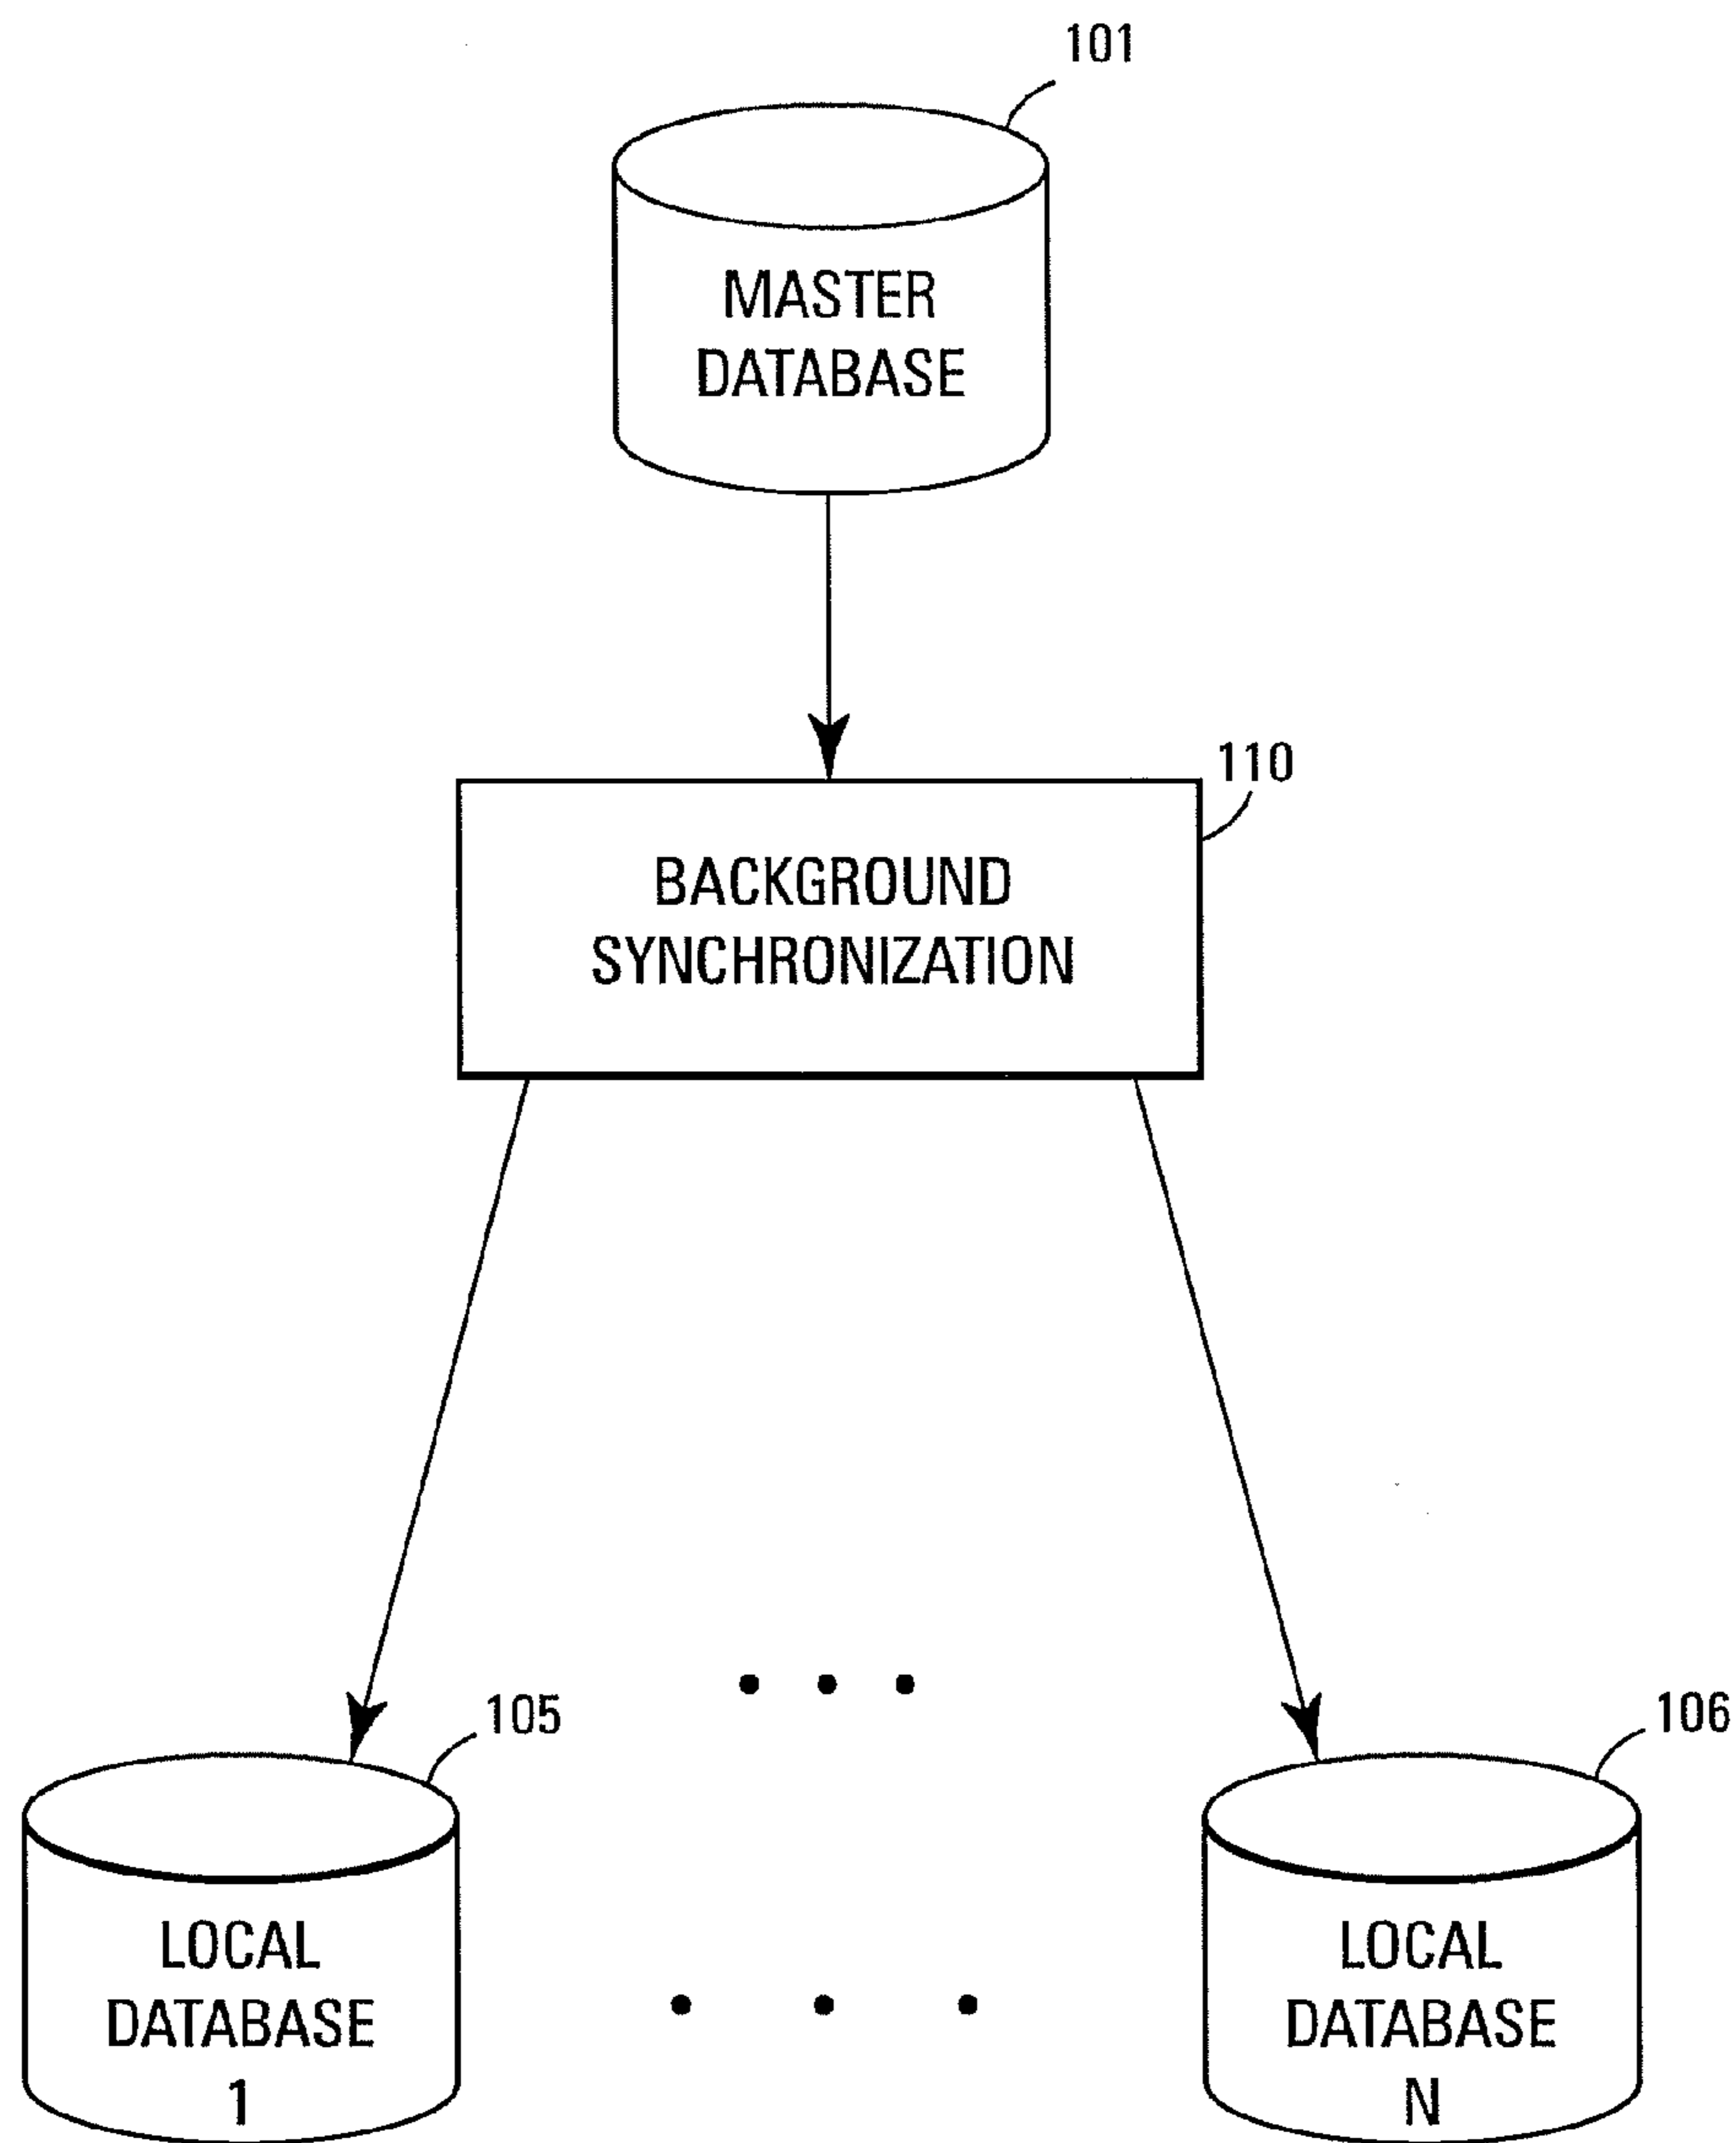 101
MASTER
DATABASE
110
BACKGROUND
SYNCHRONIZATION
105
106
LOCAL
DATABASE
1
LOCAL
DATABASE
N